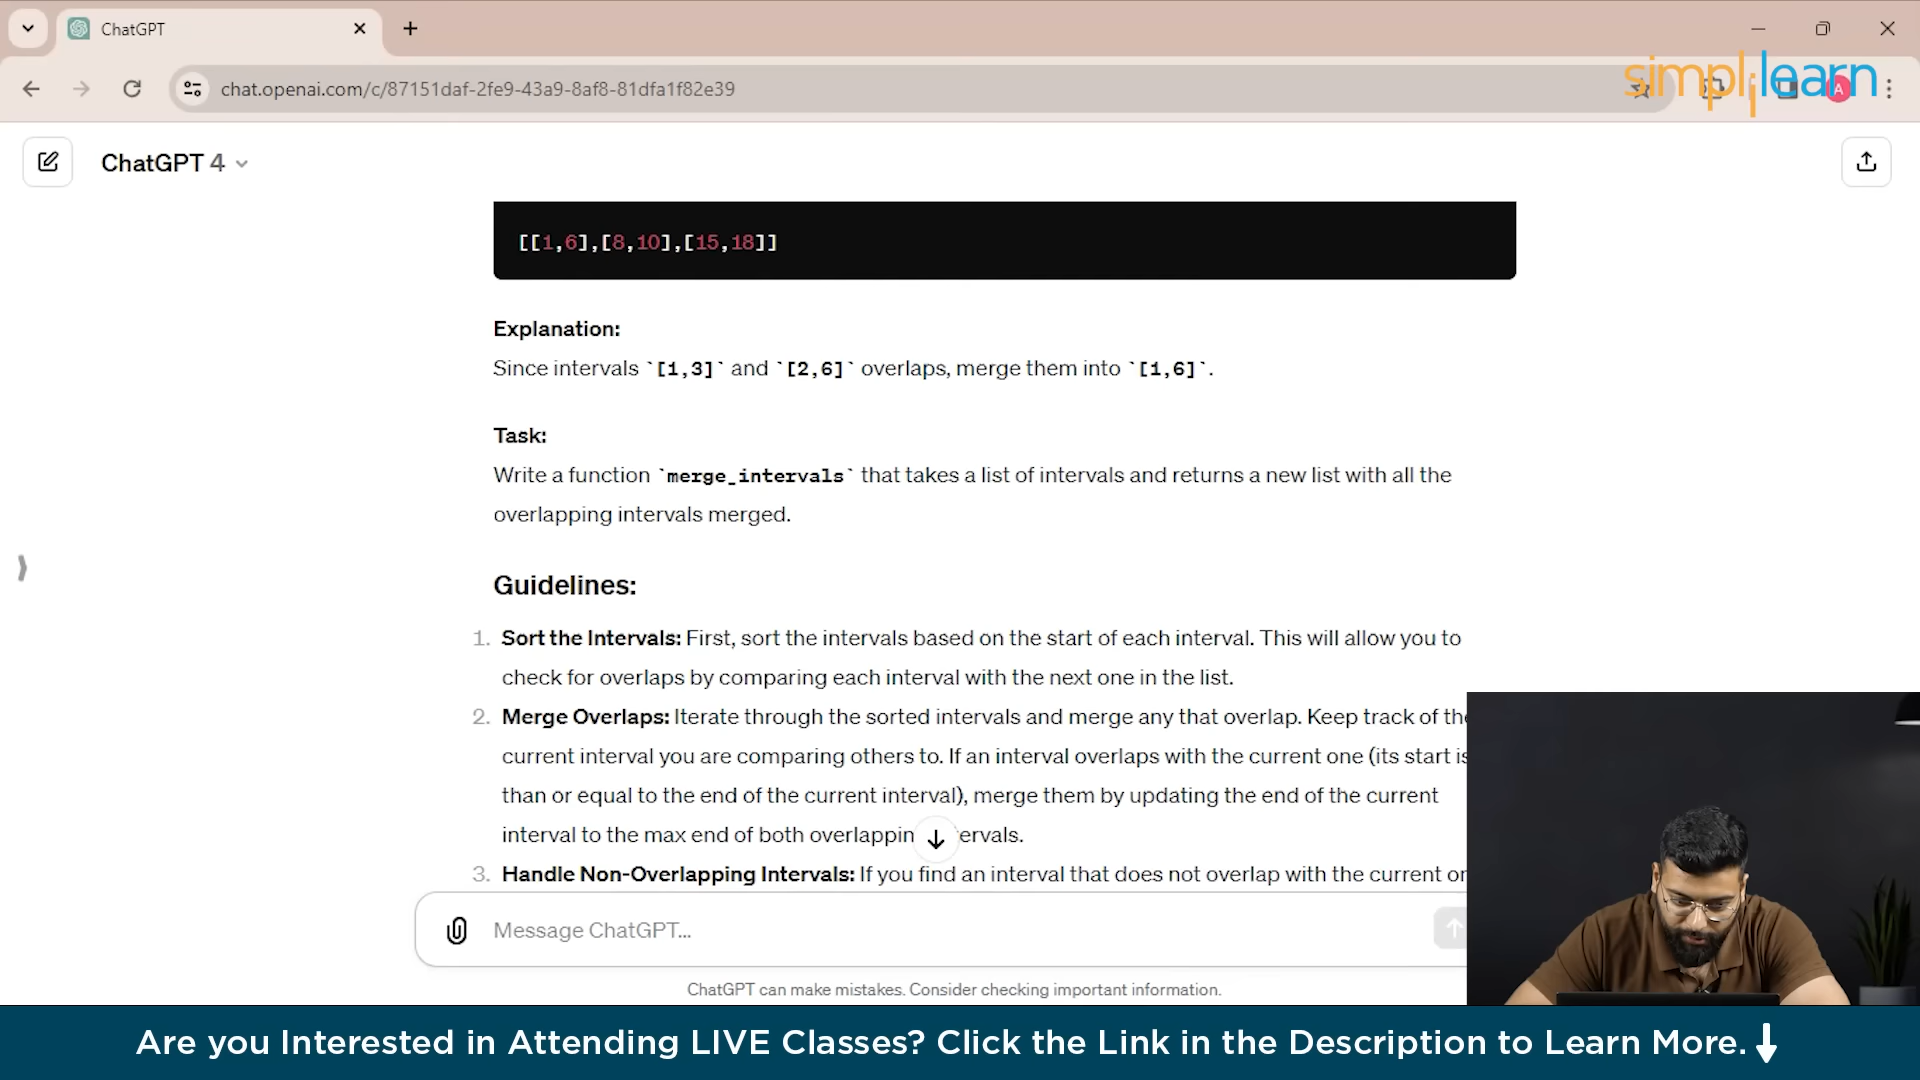 ChatGPT
chat.openai.com/c/87151daf-2fe9-43a9-8af8-81dfa1f82e39
simplilearn
A
ChatGPT 4
[[1,6],[8,10],[15,18]]
Explanation:
Since intervals `[1,3]` and `[2,6]` overlaps, merge them into `[1,6]`.
Task:
Write a function `merge_intervals` that takes a list of intervals and returns a new list with all the
overlapping intervals merged.
Guidelines:
1. Sort the Intervals: First, sort the intervals based on the start of each interval. This will allow you to
check for overlaps by comparing each interval with the next one in the list.
2. Merge Overlaps: Iterate through the sorted intervals and merge any that overlap. Keep track of the
current interval you are comparing others to. If an interval overlaps with the current one (its start is
than or equal to the end of the current interval), merge them by updating the end of the current
interval to the max end of both overlappin ervals.
3. Handle Non-Overlapping Intervals: If you find an interval that does not overlap with the current
Message ChatGPT...
ChatGPT can make mistakes. Consider checking important information.
Are you Interested in Attending LIVE Classes? Click the Link in the Description to Learn More.